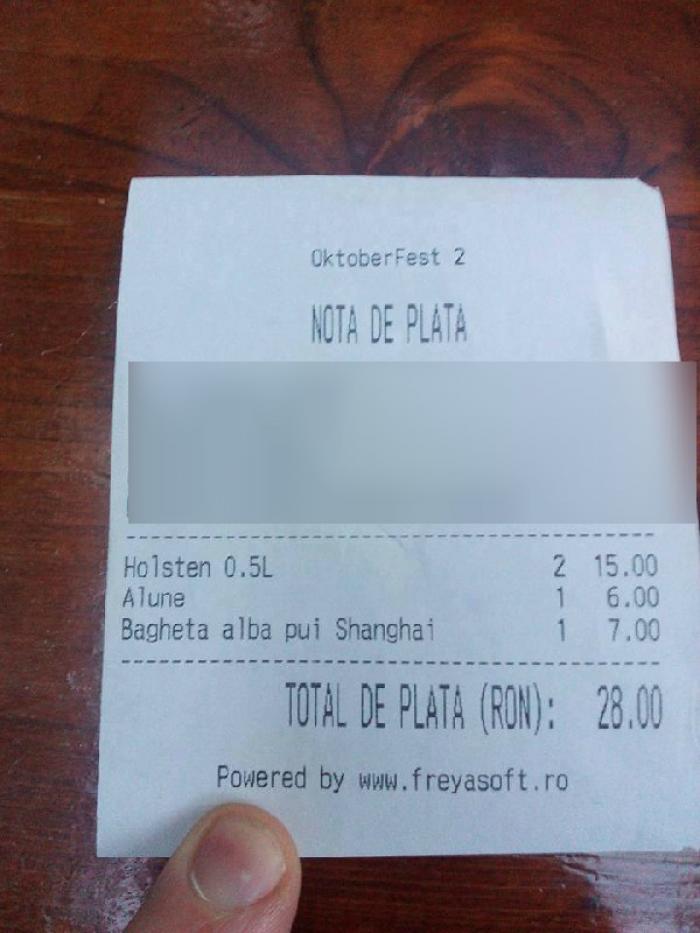 OktoberFest 2
NOTA DE PLATA
Holsten 0.5L 2 15.00
Alune 1 6.00
Bagheta alba pui Shanghai 1 7.00
TOTAL DE PLATA (RON): 28.00
Powered by www.freyasoft.ro